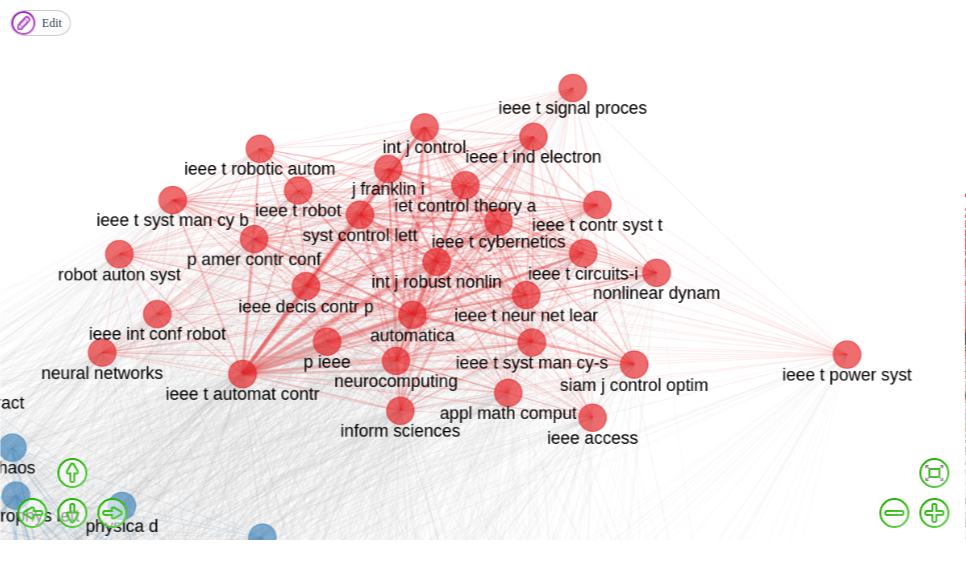 Edit
ieee t signal proces
int j control
ieee t ind electron
ieee t robotic autom
j franklin i
iet control theory a
ieee t robot
ieee t syst man cy b
ieee t contr syst t
syst control lett
ieee t cybernetics
p amer contr conf
robot auton syst
ieee t circuits-i
int j robust nonlin
nonlinear dynam
ieee decis contr p
ieee t neur net lear
ieee int conf robot
automatica
p ieee
ieee t syst man cy-s
neural networks
ieee t power syst
neurocomputing
siam j control optim
ieee t automat contr
act
appl math comput
inform sciences
ieee access
haos
physica d